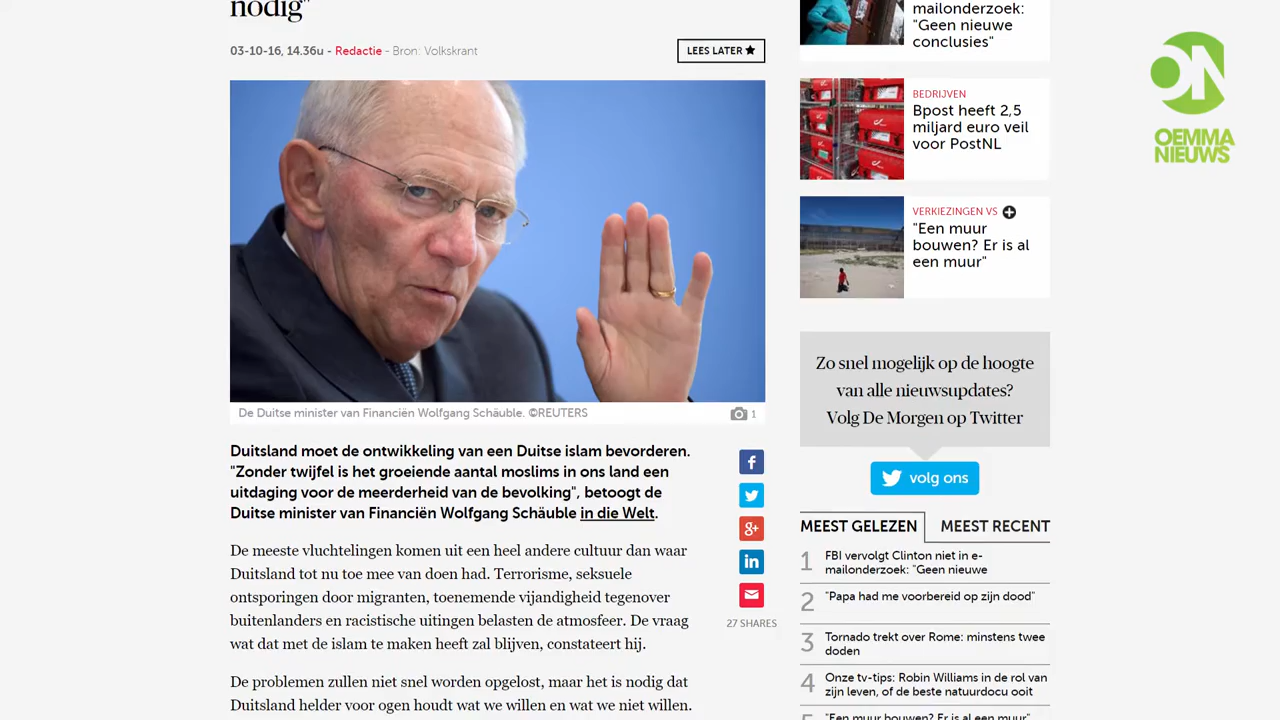 nodig"
03-10-16, 14.36u - Redactie - Bron: Volkskrant
LEES LATER
De Duitse minister van Financiën Wolfgang Schäuble. ©REUTERS
1
Duitsland moet de ontwikkeling van een Duitse islam bevorderen.
"Zonder twijfel is het groeiende aantal moslims in ons land een
uitdaging voor de meerderheid van de bevolking", betoogt de
Duitse minister van Financiën Wolfgang Schäuble in die Welt.
De meeste vluchtelingen komen uit een heel andere cultuur dan waar
Duitsland tot nu toe mee van doen had. Terrorisme, seksuele
ontsporingen door migranten, toenemende vijandigheid tegenover
buitenlanders en racistische uitingen belasten de atmosfeer. De vraag
wat dat met de islam te maken heeft zal blijven, constateert hij.
De problemen zullen niet snel worden opgelost, maar het is nodig dat
Duitsland helder voor ogen houdt wat we willen en wat we niet willen.
f
g+
in
27 SHARES
mailonderzoek:
"Geen nieuwe
conclusies"
BEDRIJVEN
Bpost heeft 2,5
miljard euro veil
voor PostNL
VERKIEZINGEN VS
"Een muur
bouwen? Er is al
een muur"
Zo snel mogelijk op de hoogte
van alle nieuwsupdates?
Volg De Morgen op Twitter
volg ons
MEEST GELEZEN MEEST RECENT
1 FBI vervolgt Clinton niet in e-
mailonderzoek: "Geen nieuwe
2 "Papa had me voorbereid op zijn dood"
3 Tornado trekt over Rome: minstens twee
doden
4 Onze tv-tips: Robin Williams in de rol van
zijn leven, of de beste natuurdocu ooit
5 "Een muur bouwen? Er is al een muur"
ON
OEMMA
NIEUWS